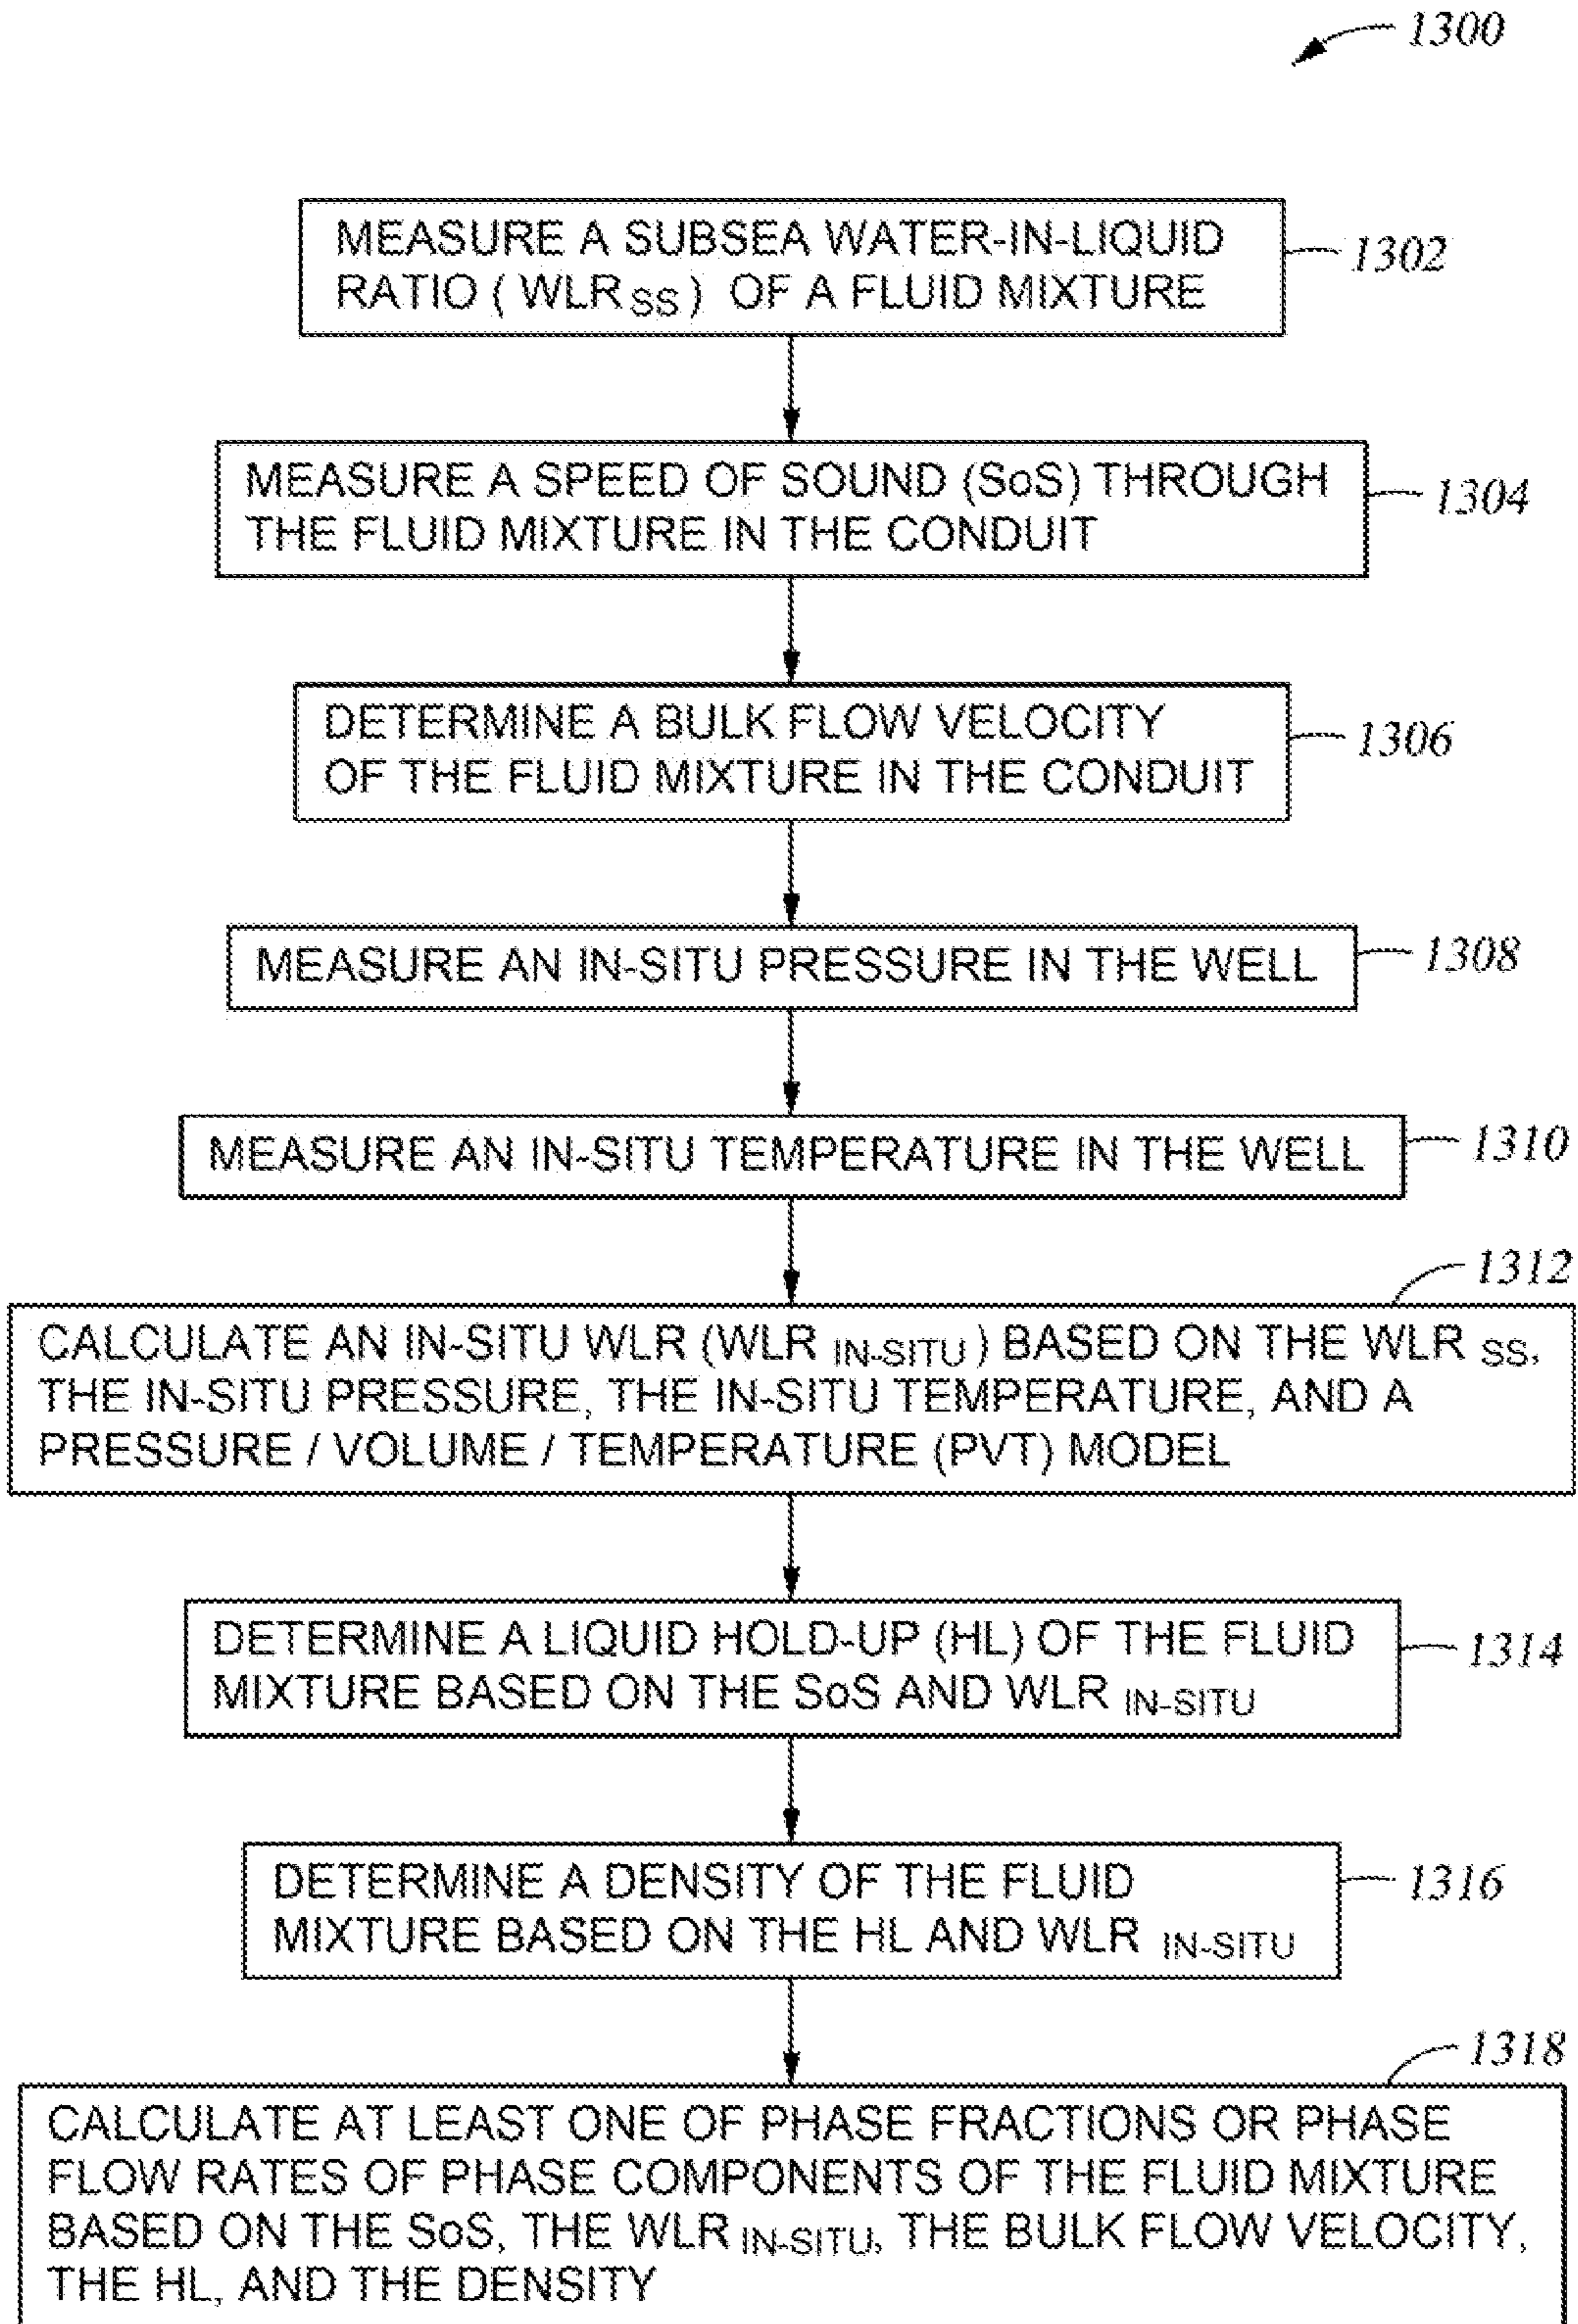 1300
MEASURE A SUBSEA WATER-IN-LIQUID
RATIO ( WLR SS ) OF A FLUID MIXTURE
1302
MEASURE A SPEED OF SOUND (SoS) THROUGH
THE FLUID MIXTURE IN THE CONDUIT
1304
DETERMINE A BULK FLOW VELOCITY
OF THE FLUID MIXTURE IN THE CONDUIT
1306
MEASURE AN IN-SITU PRESSURE IN THE WELL
1308
MEASURE AN IN-SITU TEMPERATURE IN THE WELL
1310
1312
CALCULATE AN IN-SITU WLR (WLR IN-SITU ) BASED ON THE WLR SS,
THE IN-SITU PRESSURE, THE IN-SITU TEMPERATURE, AND A
PRESSURE / VOLUME / TEMPERATURE (PVT) MODEL
DETERMINE A LIQUID HOLD-UP (HL) OF THE FLUID
MIXTURE BASED ON THE SoS AND WLR IN-SITU
1314
DETERMINE A DENSITY OF THE FLUID
MIXTURE BASED ON THE HL AND WLR IN-SITU
1316
1318
CALCULATE AT LEAST ONE OF PHASE FRACTIONS OR PHASE
FLOW RATES OF PHASE COMPONENTS OF THE FLUID MIXTURE
BASED ON THE SoS, THE WLR IN-SITU, THE BULK FLOW VELOCITY,
THE HL, AND THE DENSITY